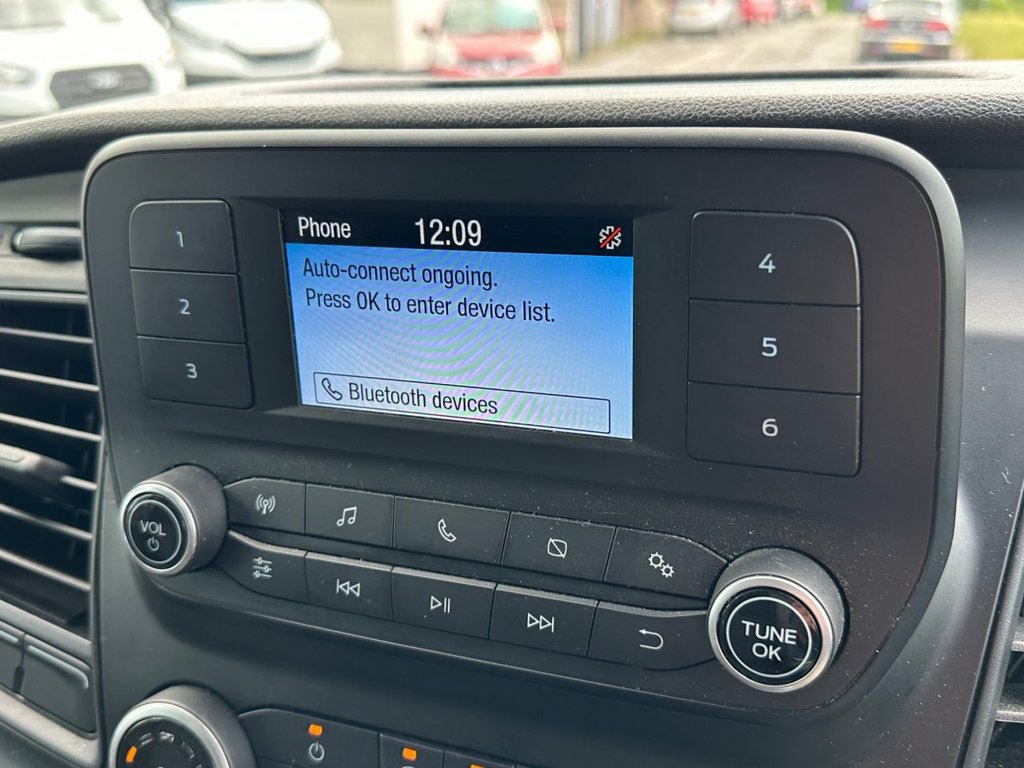 Phone 12:09
Auto-connect ongoing.
Press OK to enter device list.
Bluetooth devices
1
2
3
4
5
6
VOL
TUNE
OK